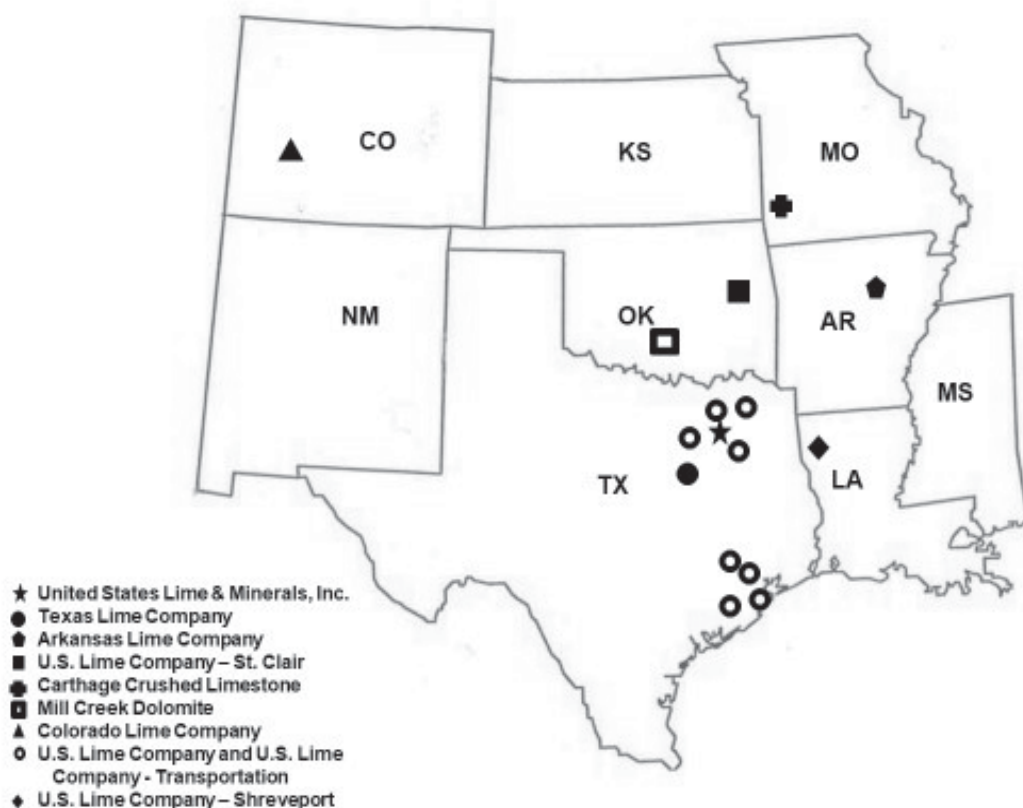 CO
KS
MO
NM
OK
AR
MS
TX
LA
United States Lime & Minerals, Inc.
Texas Lime Company
Arkansas Lime Company
U.S. Lime Company – St. Clair
Carthage Crushed Limestone
Mill Creek Dolomite
Colorado Lime Company
U.S. Lime Company and U.S. Lime
Company - Transportation
U.S. Lime Company – Shreveport